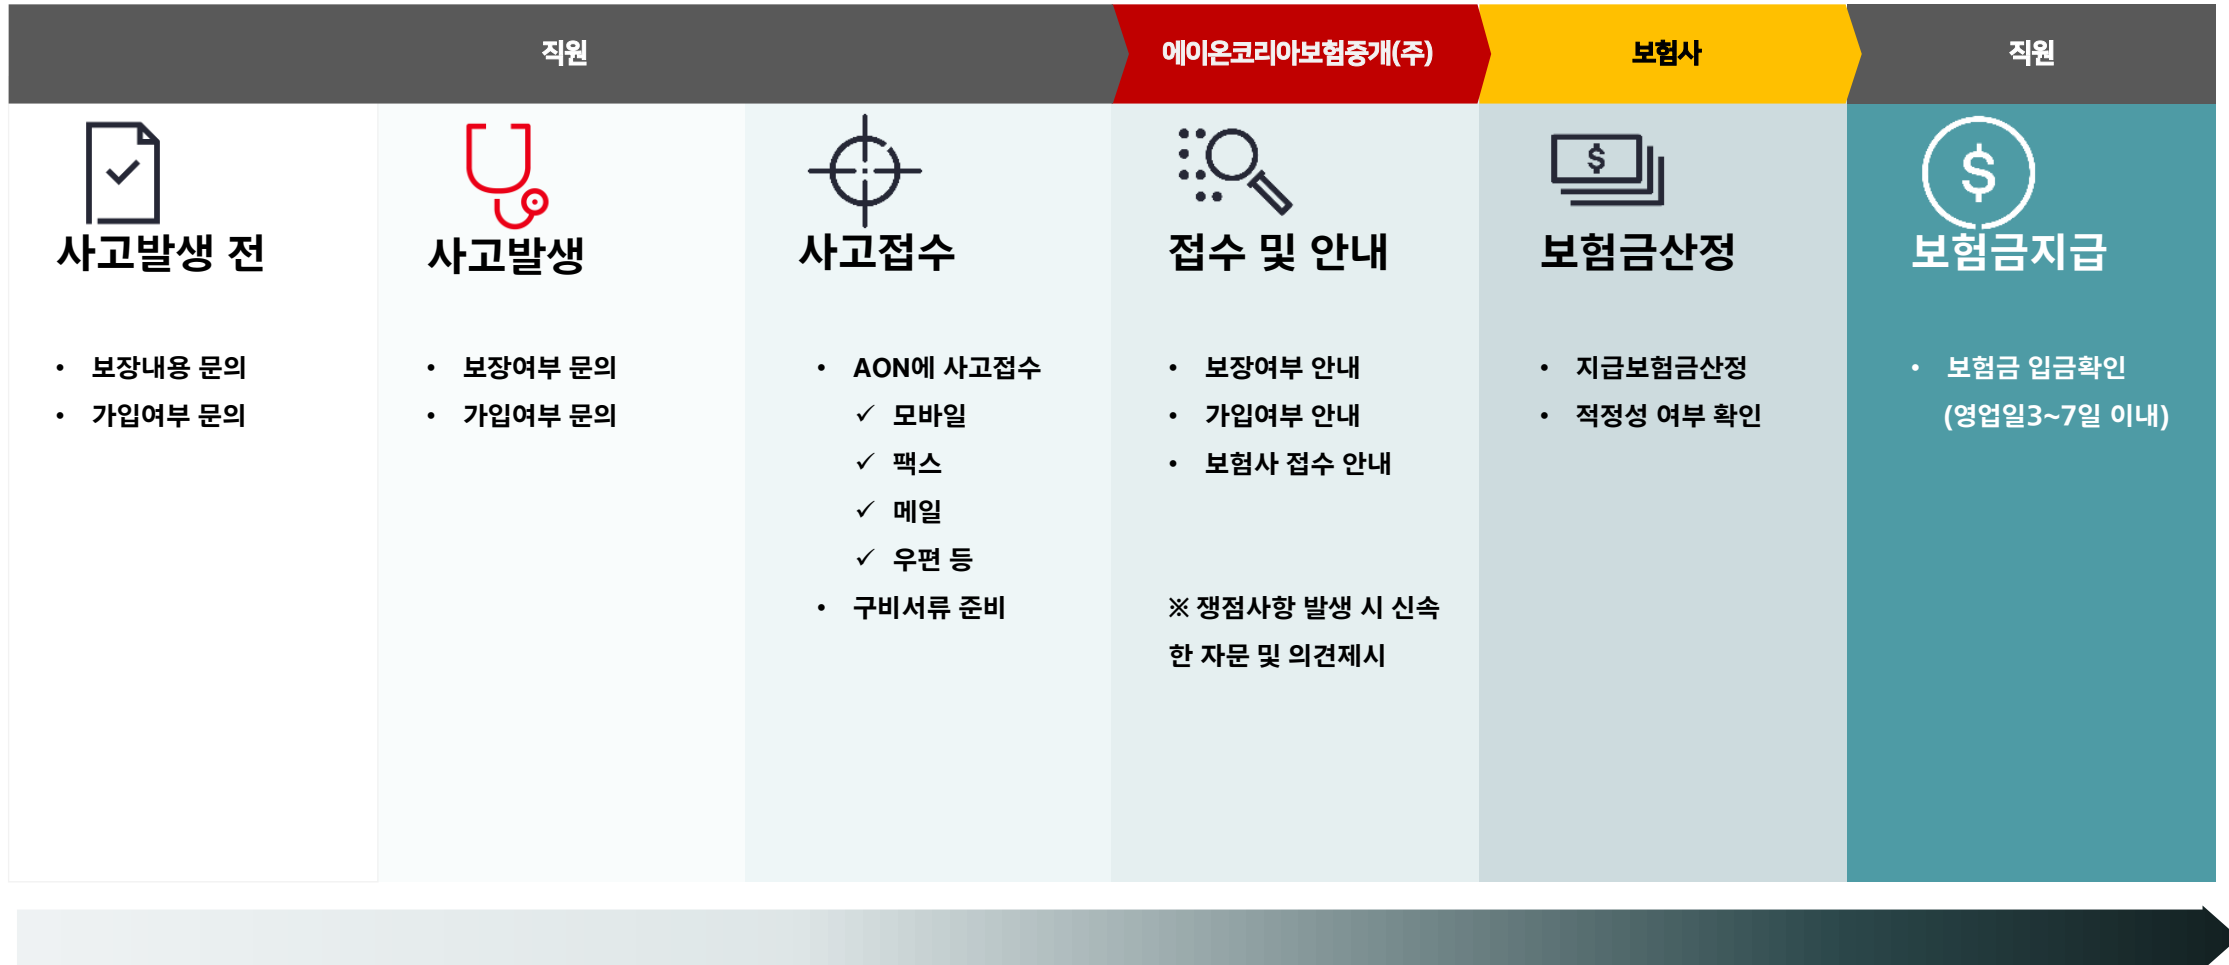 직원
에이온코리아보험중개(주)
보험사
직원
사고발생 전
• 보장내용 문의
• 가입여부 문의
사고발생
• 보장여부 문의
• 가입여부 문의
사고접수
• AON에 사고접수
✓ 모바일
✓ 팩스
✓ 메일
✓ 우편 등
• 구비서류 준비
접수 및 안내
• 보장여부 안내
• 가입여부 안내
• 보험사 접수 안내
※ 쟁점사항 발생 시 신속
한 자문 및 의견제시
$
보험금산정
• 지급보험금산정
• 적정성 여부 확인
$
보험금지급
• 보험금 입금확인
(영업일3~7일 이내)